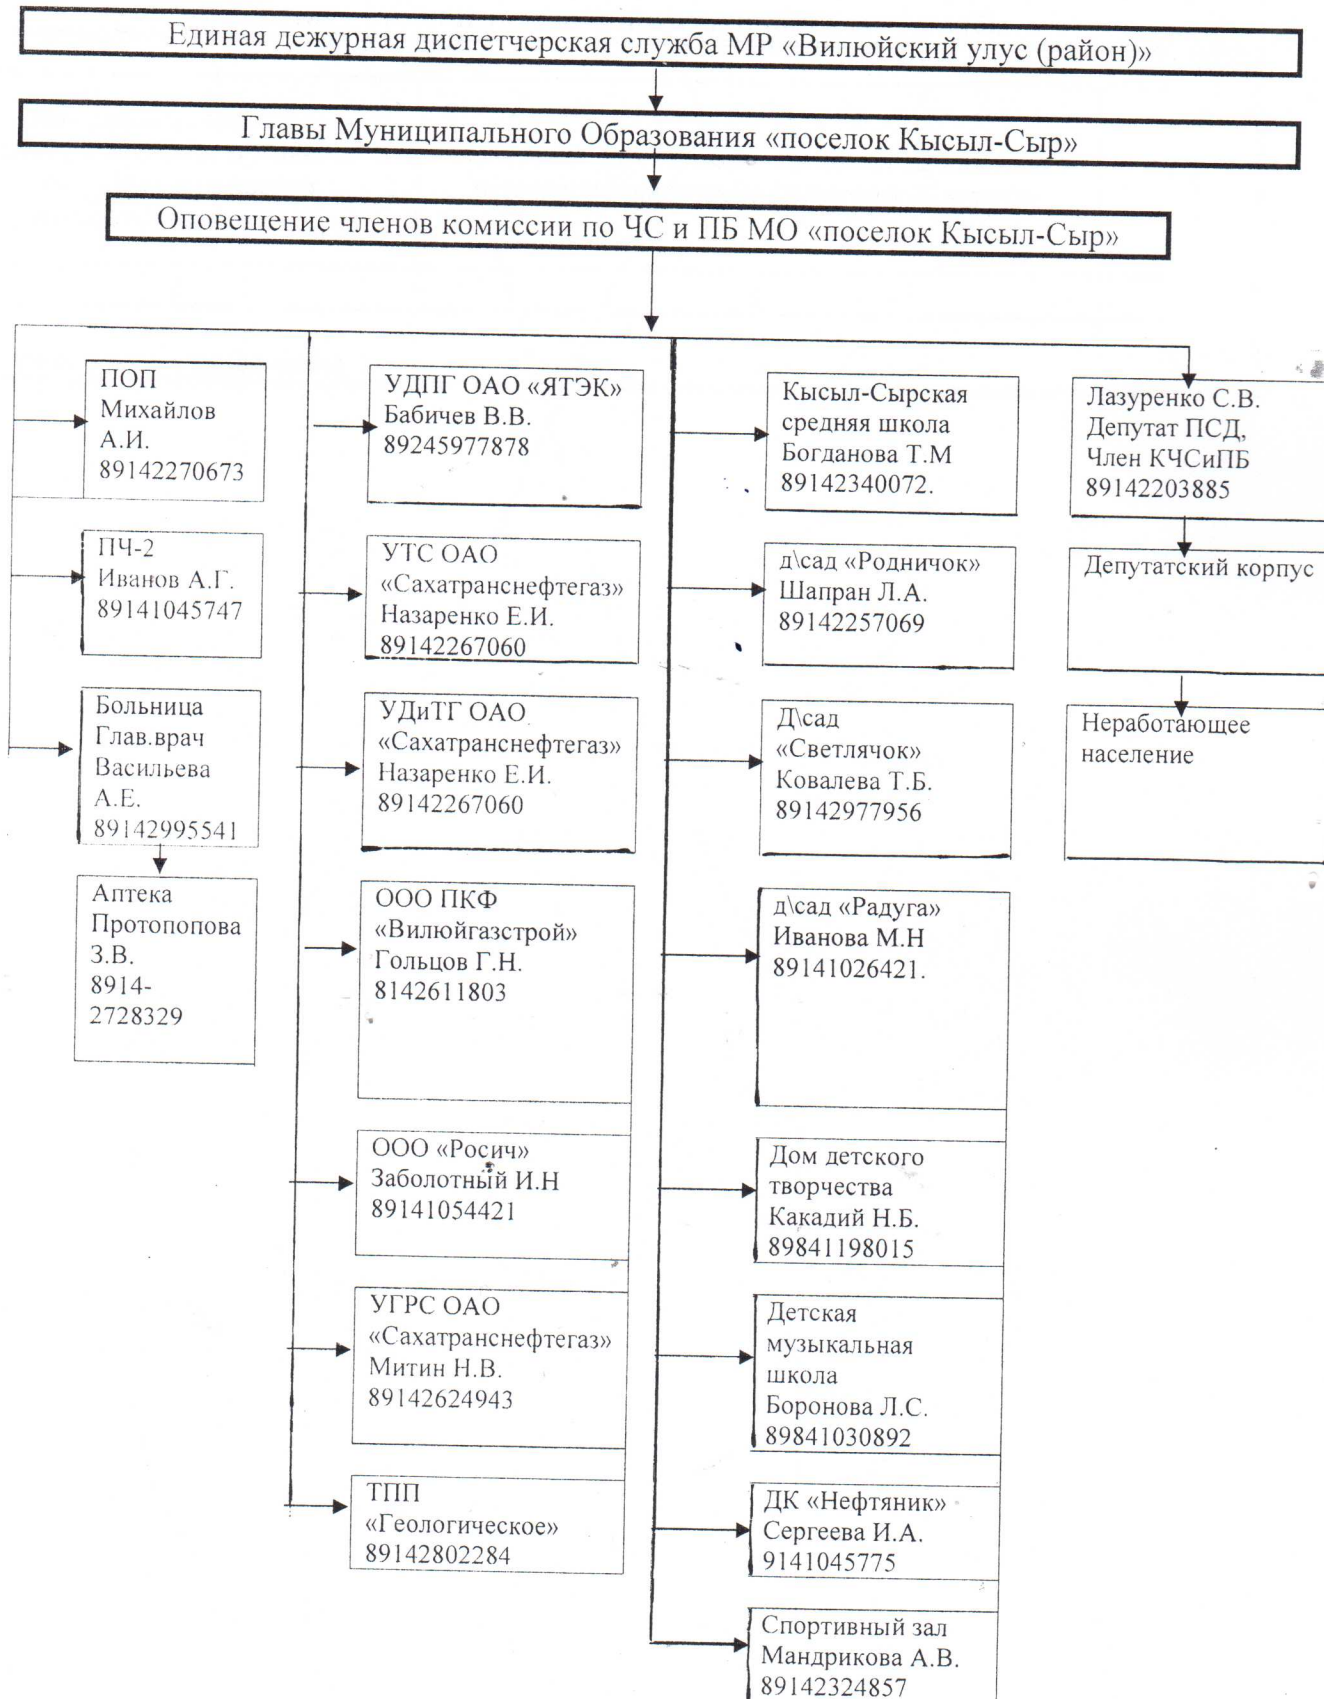 Единая дежурная диспетчерская служба МР «Вилюйский улус (район)»
Главы Муниципального Образования «поселок Кысыл-Сыр»
Оповещение членов комиссии по ЧС и ПБ МО «поселок Кысыл-Сыр»
ПОП
Михайлов
А.И.
89142270673
ПЧ-2
Иванов А.Г.
89141045747
Больница
Глав.врач
Васильева
А.Е.
89142995541
Аптека
Протопопова
З.В.
8914-
2728329
УДПГ ОАО «ЯТЭК»
Бабичев В.В.
89245977878
УТС ОАО
«Сахатранснефтегаз»
Назаренко Е.И.
89142267060
УДиТГ ОАО
«Сахатранснефтегаз»
Назаренко Е.И.
89142267060
ООО ПКФ
«Вилюйгазстрой»
Гольцов Г.Н.
8142611803
ООО «Росич»
Заболотный И.Н
89141054421
УГРС ОАО
«Сахатранснефтегаз»
Митин Н.В.
89142624943
ТПП
«Геологическое»
89142802284
Кысыл-Сырская
средняя школа
Богданова Т.М
89142340072.
д\сад «Родничок»
Шапран Л.А.
89142257069
Д\сад
«Светлячок»
Ковалева Т.Б.
89142977956
д\сад «Радуга»
Иванова М.Н
89141026421.
Дом детского
творчества
Какадий Н.Б.
89841198015
Детская
музыкальная
школа
Боронова Л.С.
89841030892
ДК «Нефтяник»
Сергеева И.А.
9141045775
Спортивный зал
Мандрикова А.В.
89142324857
Лазуренко С.В.
Депутат ПСД,
Член КЧСиПБ
89142203885
Депутатский корпус
Неработающее
население